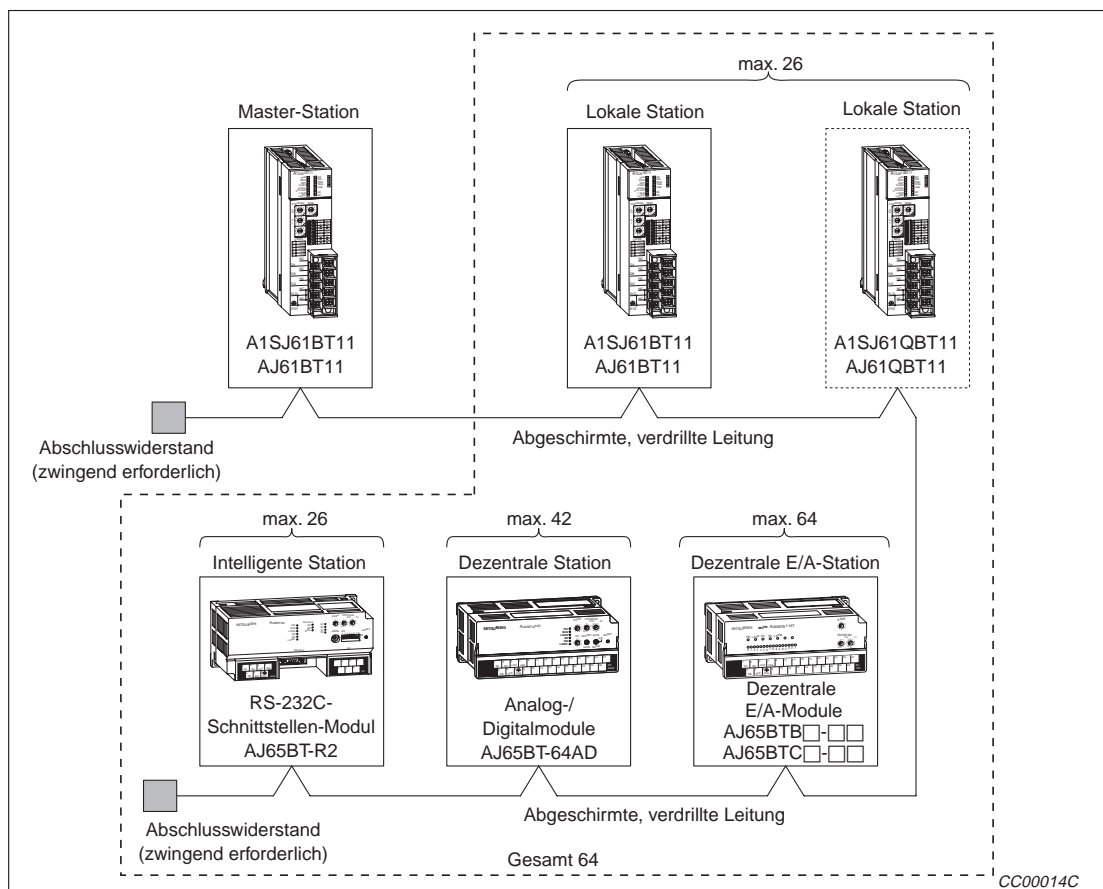 max. 26
Master-Station
Lokale Station
Lokale Station
A1SJ61BT11
AJ61BT11
A1SJ61BT11
AJ61BT11
A1SJ61QBT11
AJ61QBT11
Abschlusswiderstand
(zwingend erforderlich)
Abgeschirmte, verdrillte Leitung
max. 26
max. 42
max. 64
Intelligente Station
Dezentrale Station
Dezentrale E/A-Station
RS-232C-
Schnittstellen-Modul
AJ65BT-R2
Analog-/
Digitalmodule
AJ65BT-64AD
Dezentrale
E/A-Module
AJ65BTB□-□□
AJ65BTC□-□□
Abschlusswiderstand
(zwingend erforderlich)
Abgeschirmte, verdrillte Leitung
Gesamt 64
CC00014C